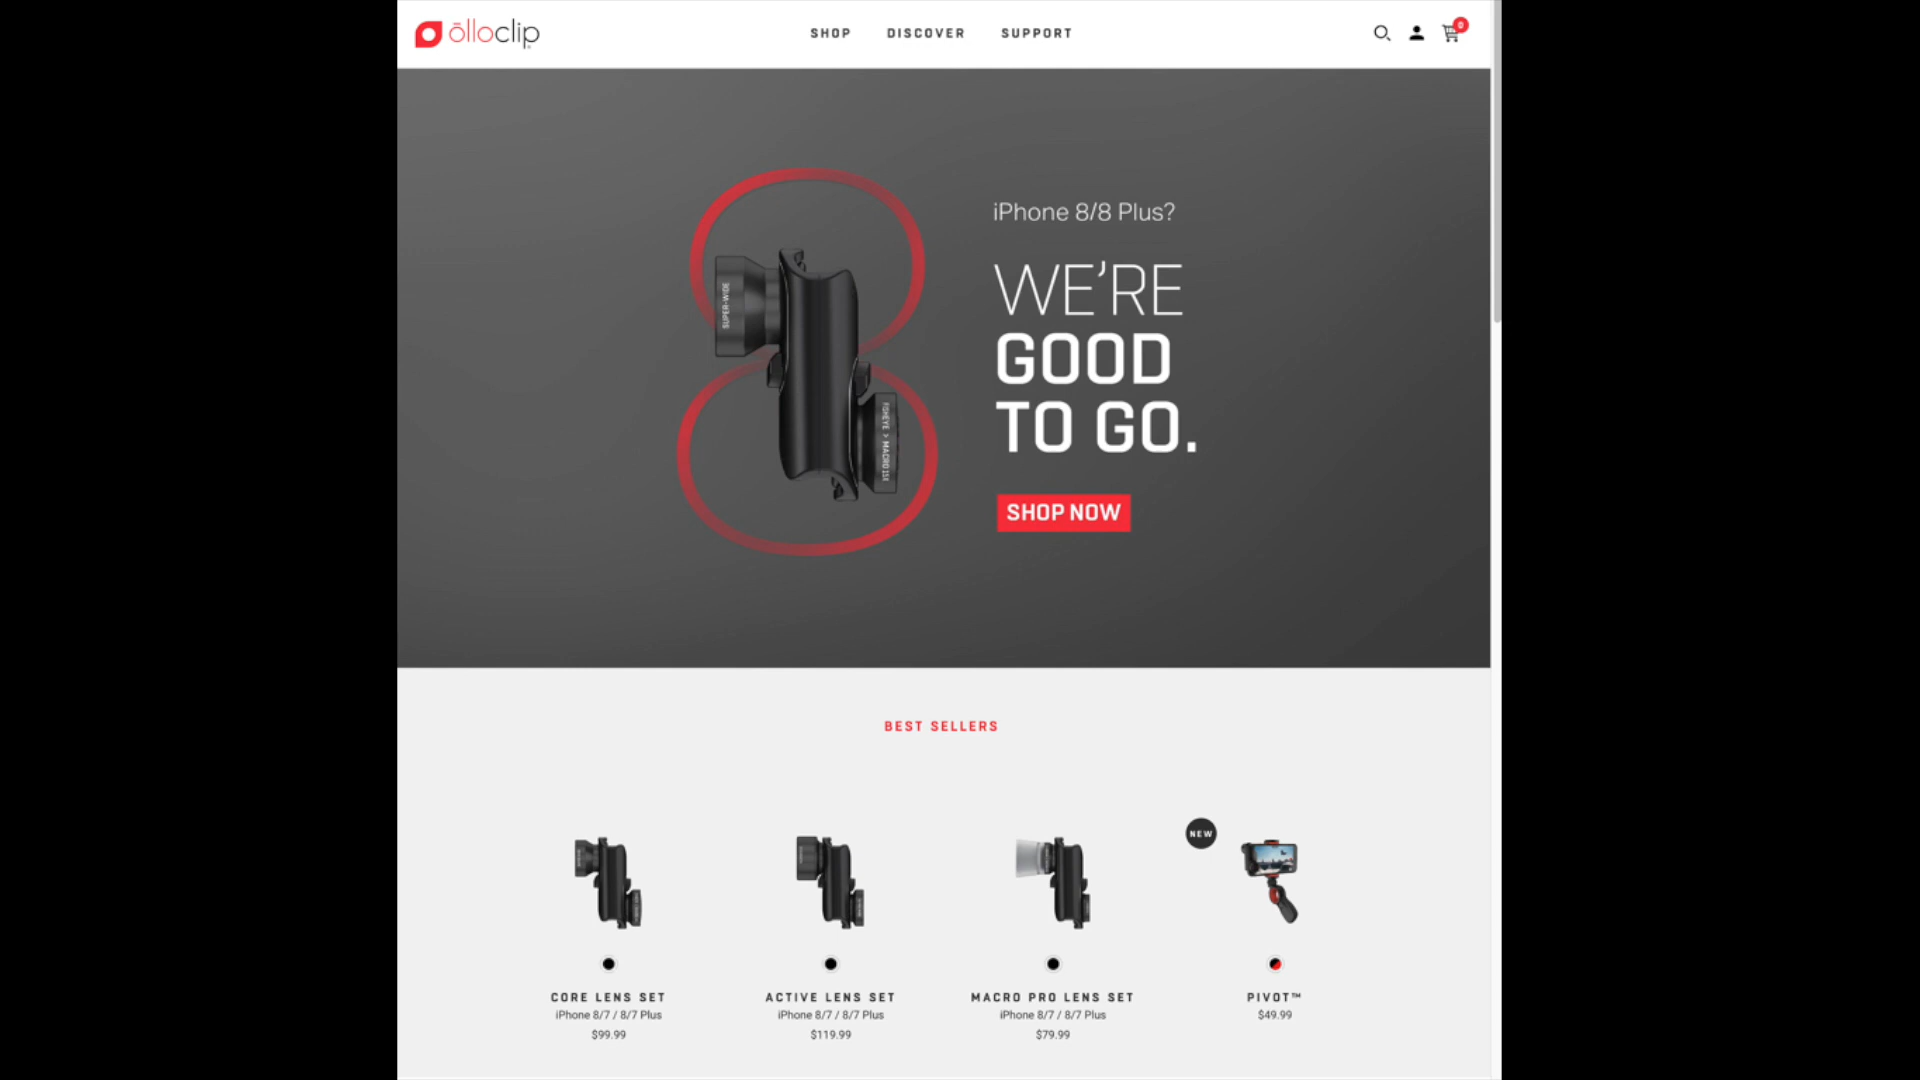 ōlloclip
SHOP DISCOVER SUPPORT
0
iPhone 8/8 Plus?
WE'RE
GOOD
TO GO.
SHOP NOW
SUPER-WIDE
FISHEYE > MACRO 15X
BEST SELLERS
NEW
CORE LENS SET
iPhone 8/7 / 8/7 Plus
$99.99
ACTIVE LENS SET
iPhone 8/7 / 8/7 Plus
$119.99
MACRO PRO LENS SET
iPhone 8/7 / 8/7 Plus
$79.99
PIVOT™
$49.99